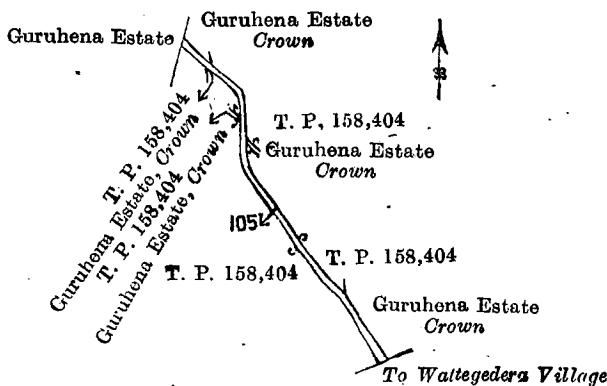 Guruhena Estate
Guruhena Estate
Crown
T. P. 158,404
Guruhena Estate, Crown
T. P. 158,404
Guruhena Estate, Crown
T. P, 158,404
Guruhena Estate
Crown
105
T. P. 158,404
T. P. 158,404
Guruhena Estate
Crown
To Waltegedera Village